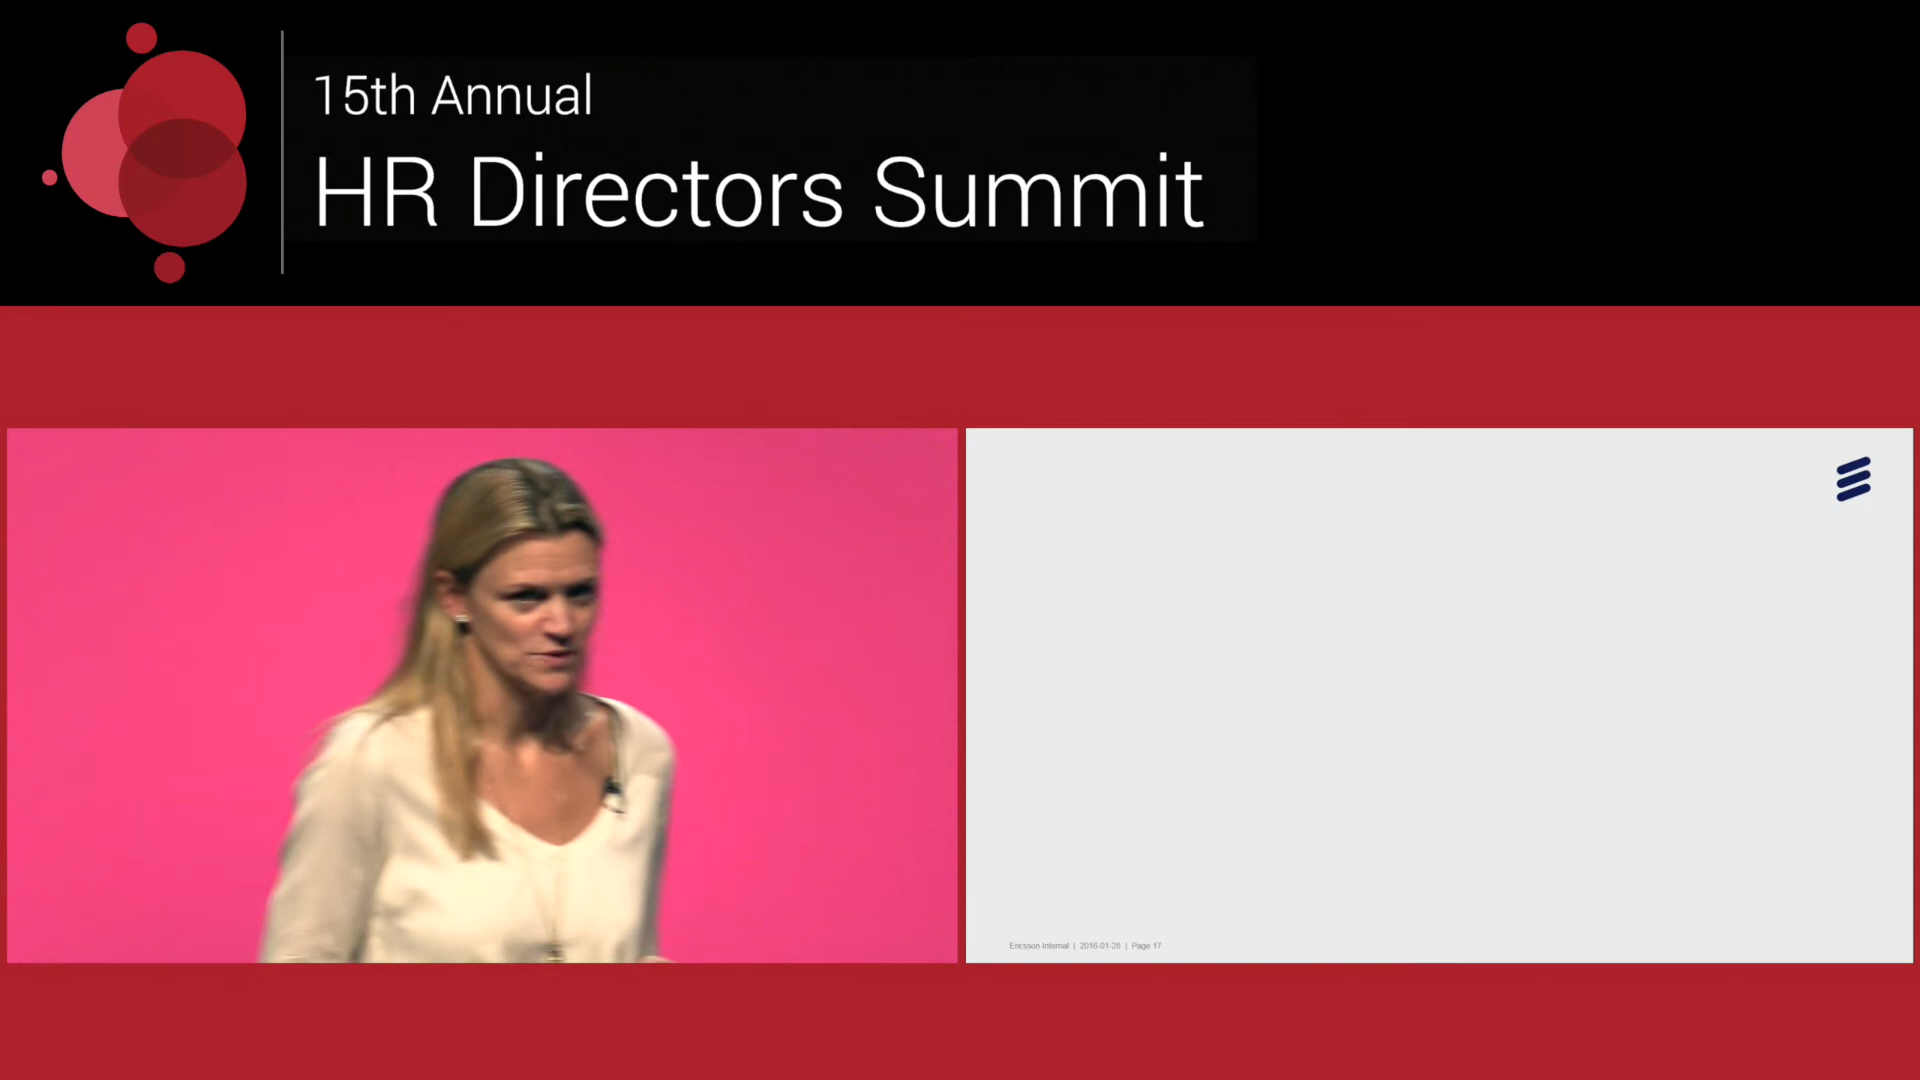 15th Annual
HR Directors Summit
Ericsson Internal | 2016-01-28 | Page 17